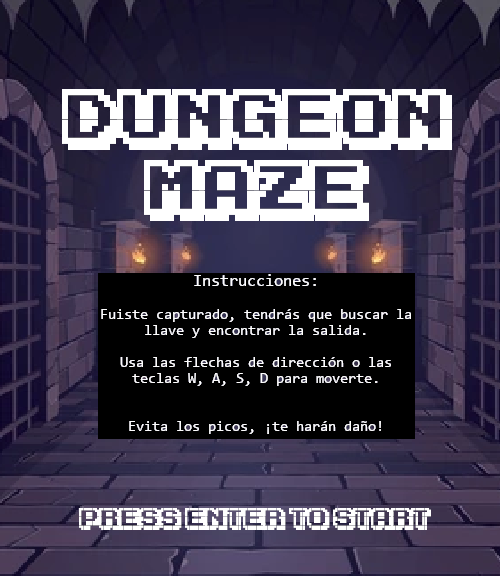 DUNGEON
MAZE
Instrucciones:
Fuiste capturado, tendrás que buscar la
llave y encontrar la salida.
Usa las flechas de dirección o las
teclas W, A, S, D para moverte.
Evita los picos, ¡te harán daño!
PRESS ENTER TO START